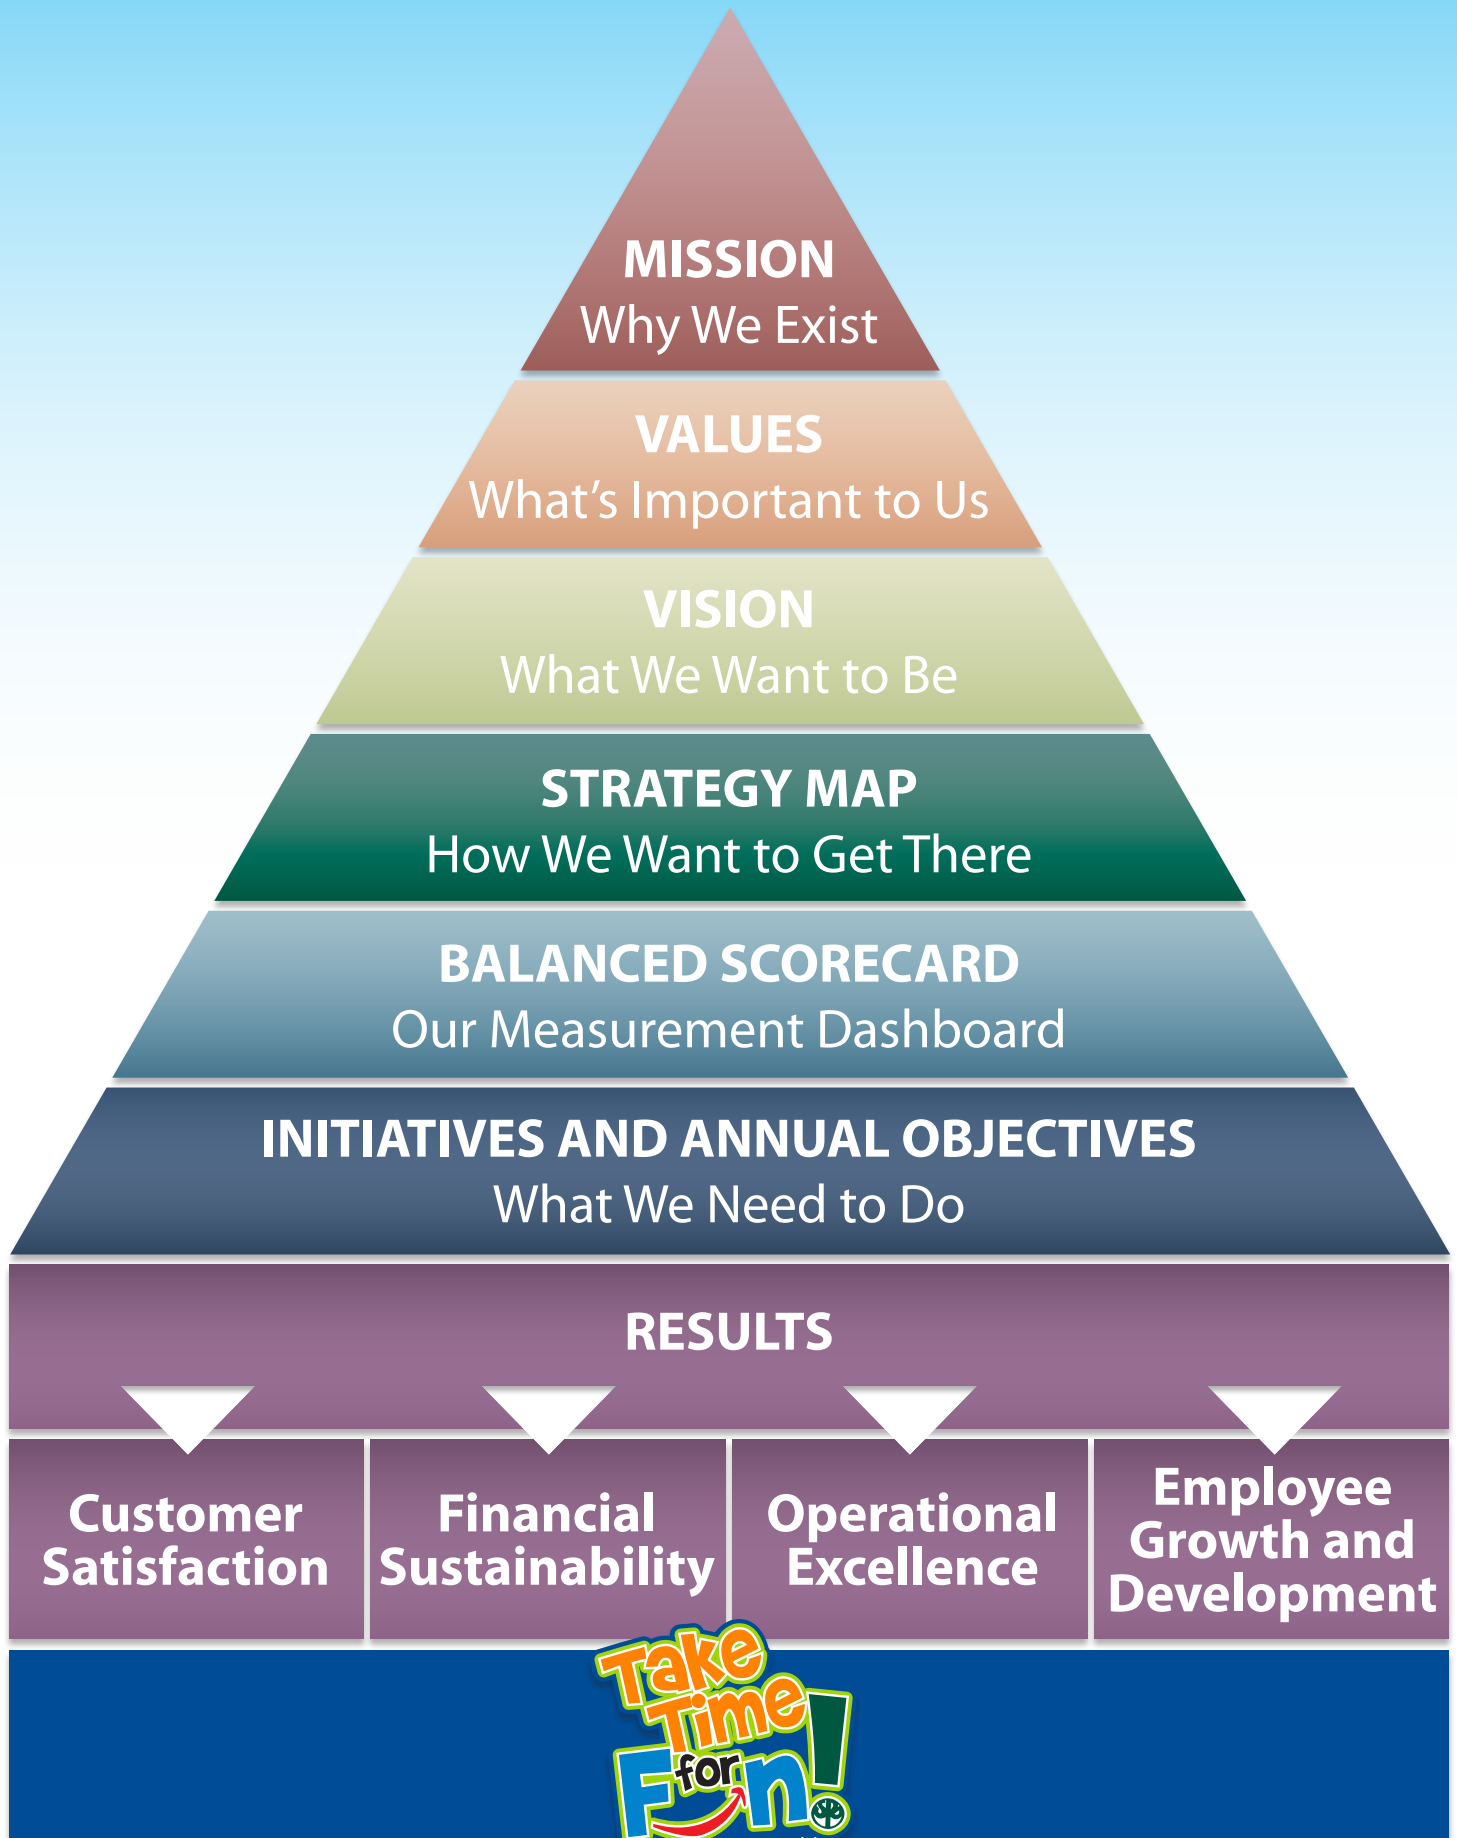 MISSION
Why We Exist
VALUES
What’s Important to Us
VISION
What We Want to Be
STRATEGY MAP
How We Want to Get There
BALANCED SCORECARD
Our Measurement Dashboard
INITIATIVES AND ANNUAL OBJECTIVES
What We Need to Do
RESULTS
Customer
Satisfaction
Financial
Sustainability
Operational
Excellence
Employee
Growth and
Development
Take
Time
for
Fun!